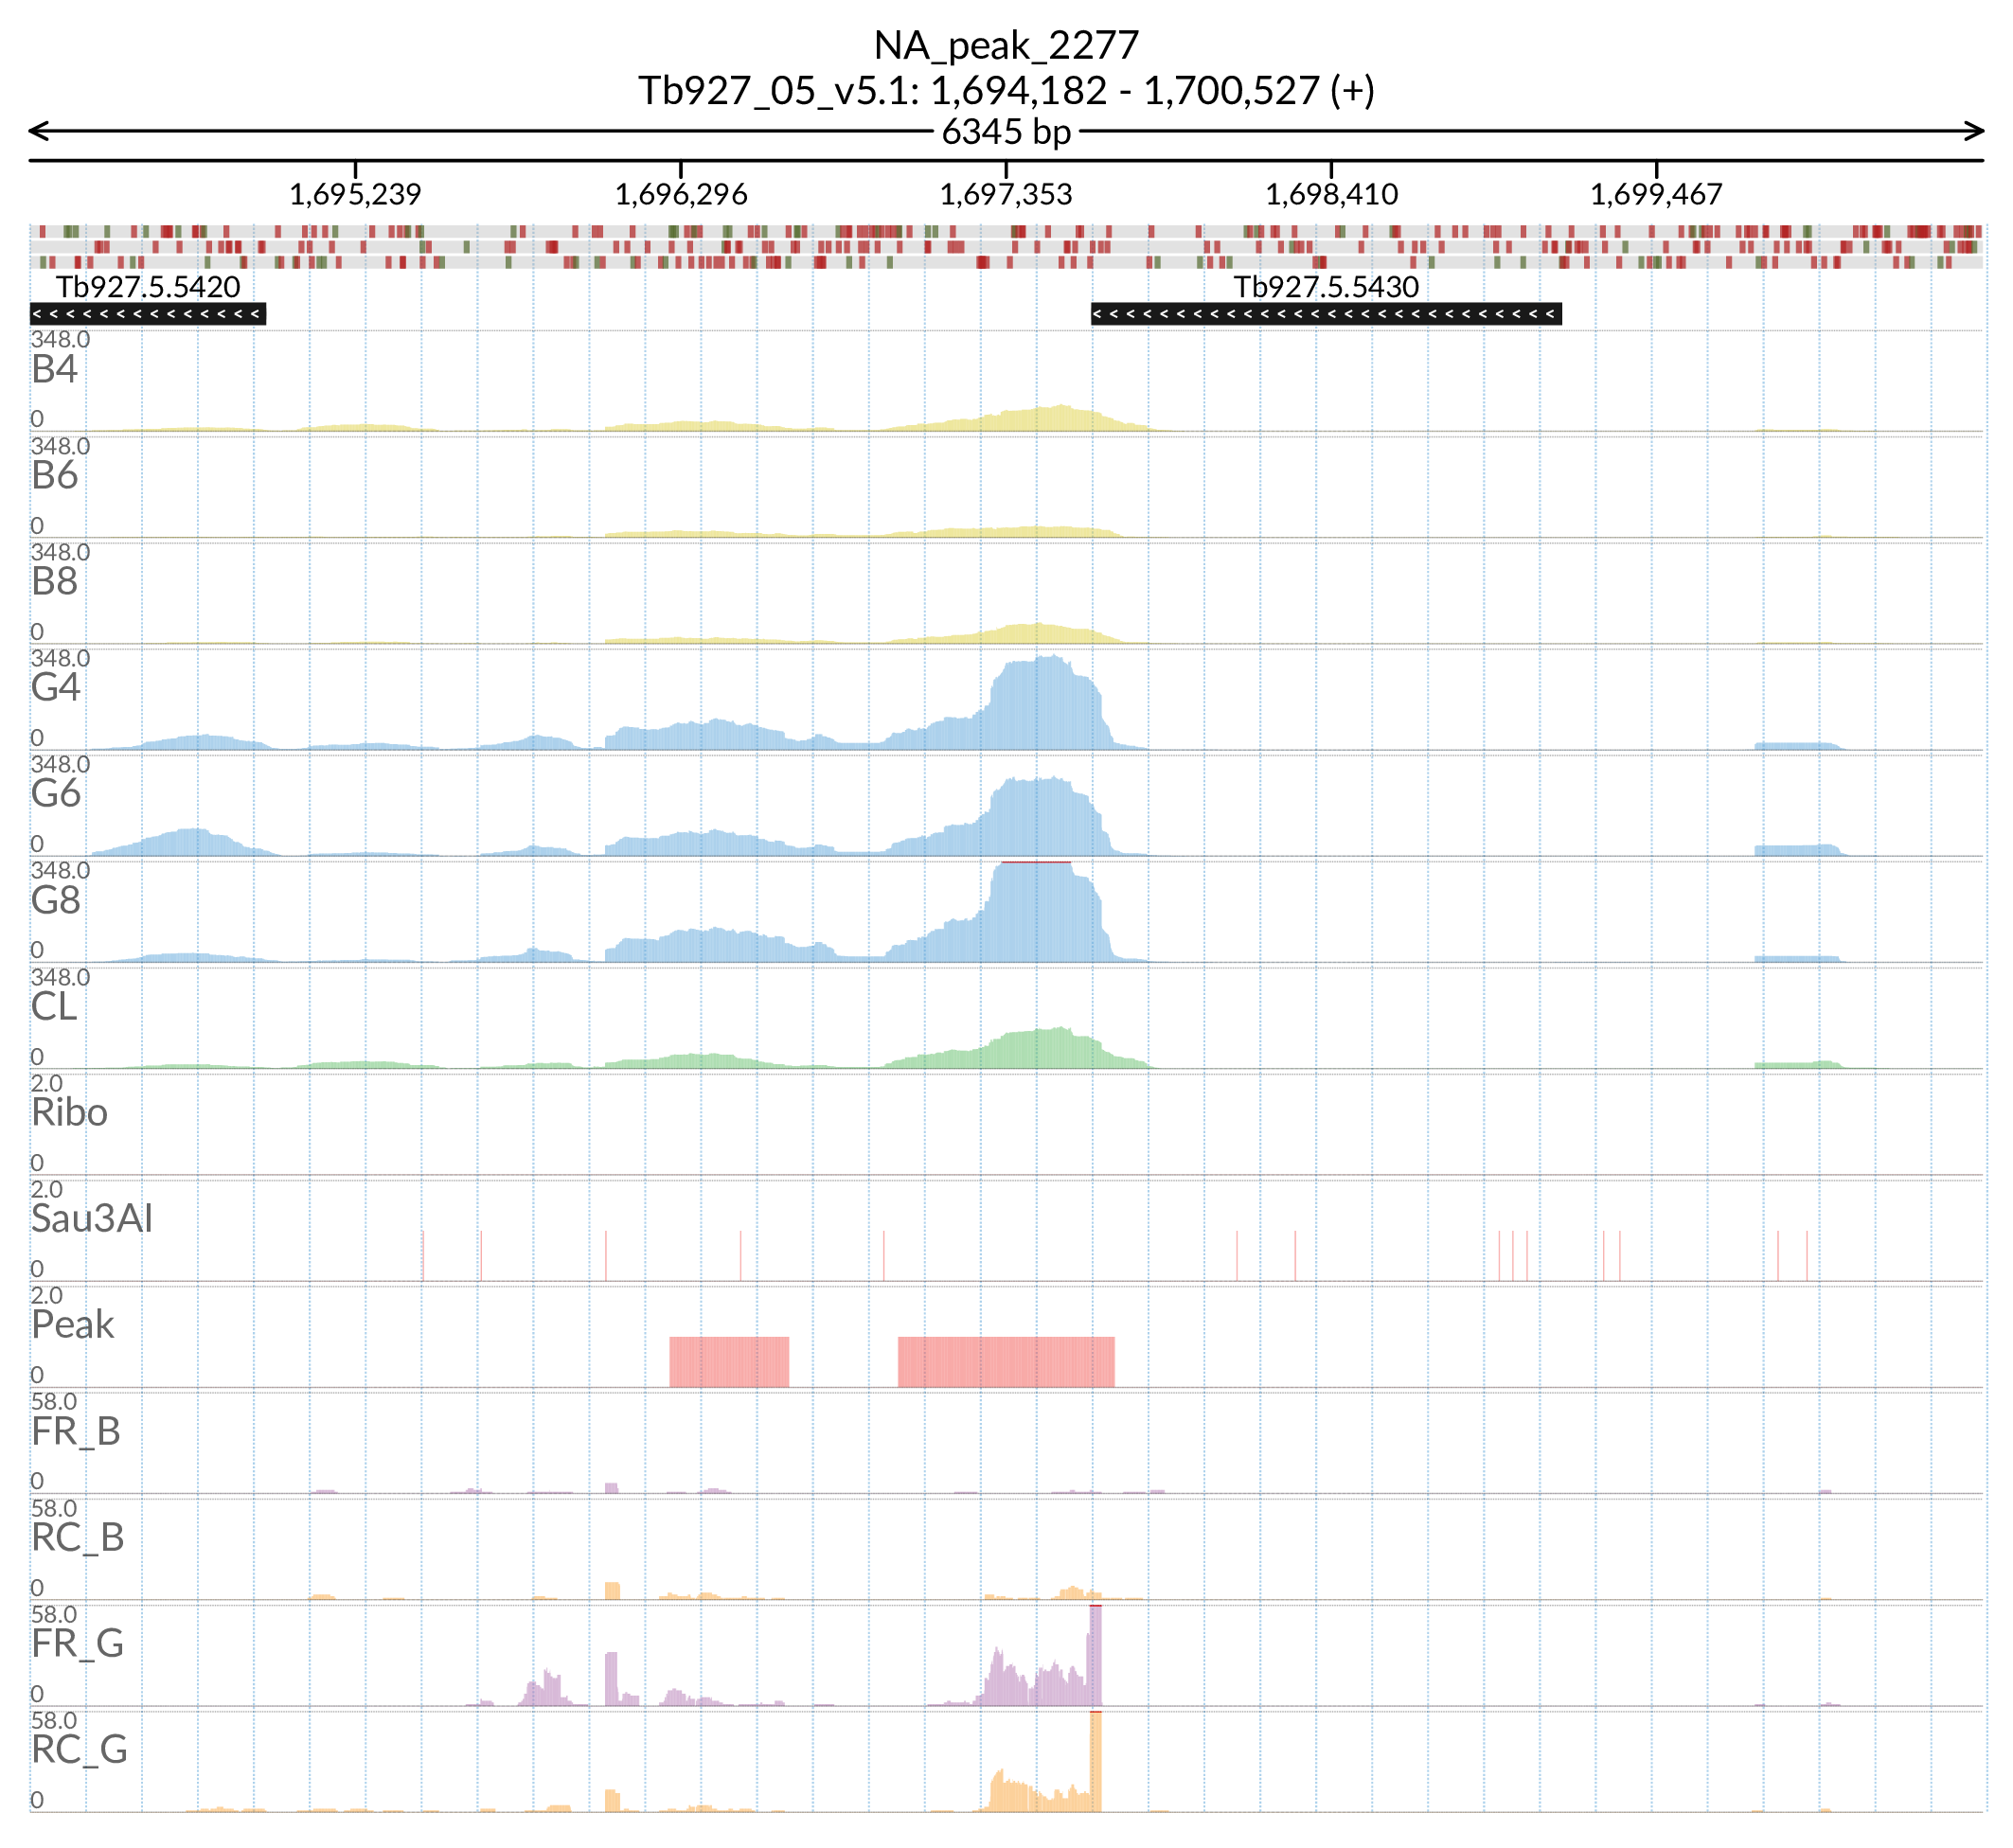 NA_peak_2277
Tb927_05_v5.1: 1,694,182 - 1,700,527 (+)
6345 bp
1,695,239 1,696,296 1,697,353 1,698,410 1,699,467
Tb927.5.5420 Tb927.5.5430
348.0
B4
0
348.0
B6
0
348.0
B8
0
348.0
G4
0
348.0
G6
0
348.0
G8
0
348.0
CL
0
2.0
Ribo
0
2.0
Sau3AI
0
2.0
Peak
0
58.0
FR_B
0
58.0
RC_B
0
58.0
FR_G
0
58.0
RC_G
0